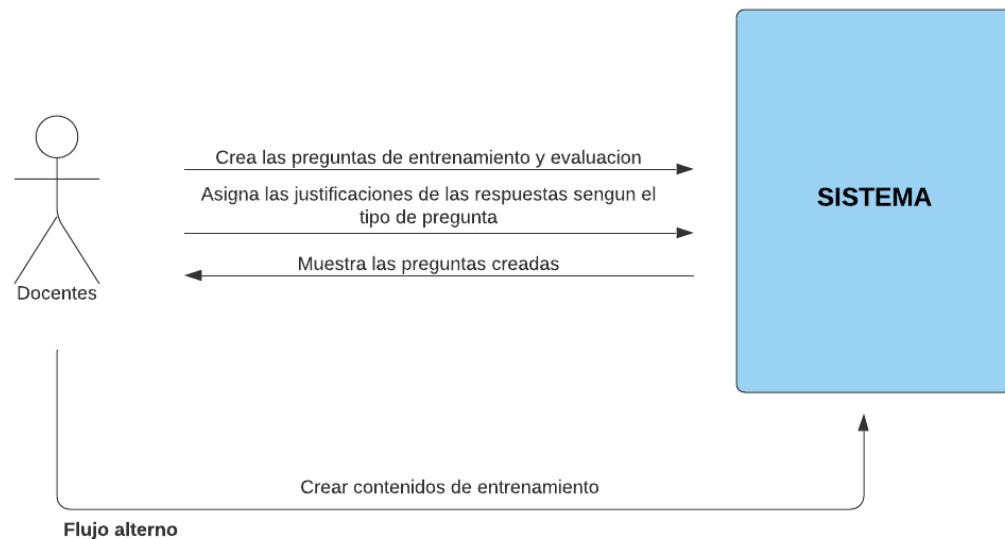 Crea las preguntas de entrenamiento y evaluacion
Asigna las justificaciones de las respuestas sengun el
tipo de pregunta
SISTEMA
Muestra las preguntas creadas
Docentes
Crear contenidos de entrenamiento
Flujo alterno